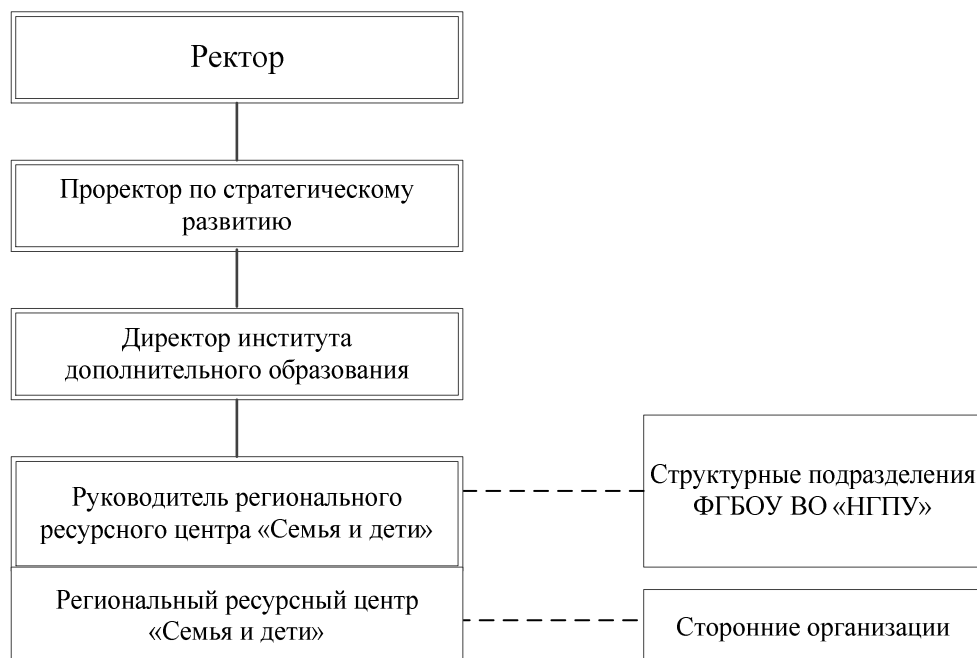 Ректор
Проректор по стратегическому
развитию
Директор института
дополнительного образования
Руководитель регионального
ресурсного центра «Семья и дети»
Структурные подразделения
ФГБОУ ВО «НГПУ»
Региональный ресурсный центр
«Семья и дети»
Сторонние организации